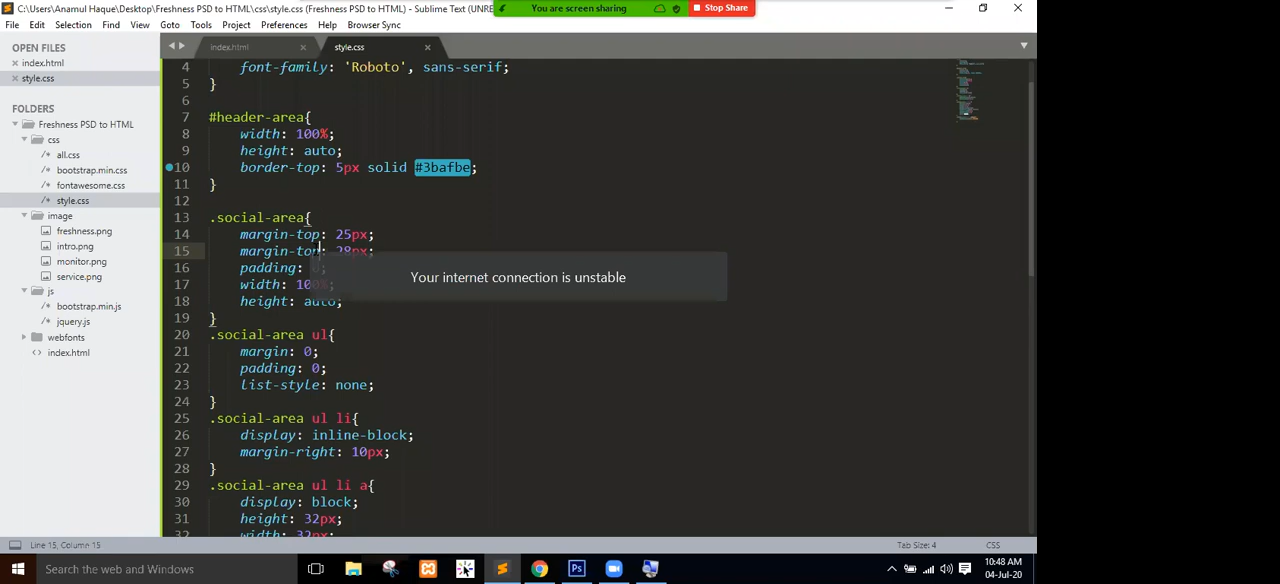 C:\Users\Anamul Haque\Desktop\Freshness PSD to HTML\css\style.css (Freshness PSD to HTML) - Sublime Text (UNRE
You are screen sharing
Stop Share
File Edit Selection Find View Goto Tools Project Preferences Help Browser Sync
OPEN FILES
index.html
style.css
FOLDERS
Freshness PSD to HTML
css
/* all.css
/* bootstrap.min.css
/* fontawesome.css
/* style.css
image
freshness.png
intro.png
monitor.png
service.png
js
/* bootstrap.min.js
/* jquery.js
webfonts
<> index.html
index.html
style.css
4 font-family: 'Roboto', sans-serif;
5 }
6
7 #header-area{
8 width: 100%;
9 height: auto;
10 border-top: 5px solid #3bafbe;
11 }
12
13 .social-area{
14 margin-top: 25px;
15 margin-top: 28px;
16 padding: 0;
17 width: 100%;
18 height: auto;
19 }
20 .social-area ul{
21 margin: 0;
22 padding: 0;
23 list-style: none;
24 }
25 .social-area ul li{
26 display: inline-block;
27 margin-right: 10px;
28 }
29 .social-area ul li a{
30 display: block;
31 height: 32px;
32 width: 32px;
Your internet connection is unstable
Line 15, Column 15
Tab Size: 4
CSS
Search the web and Windows
10:48 AM
04-Jul-20